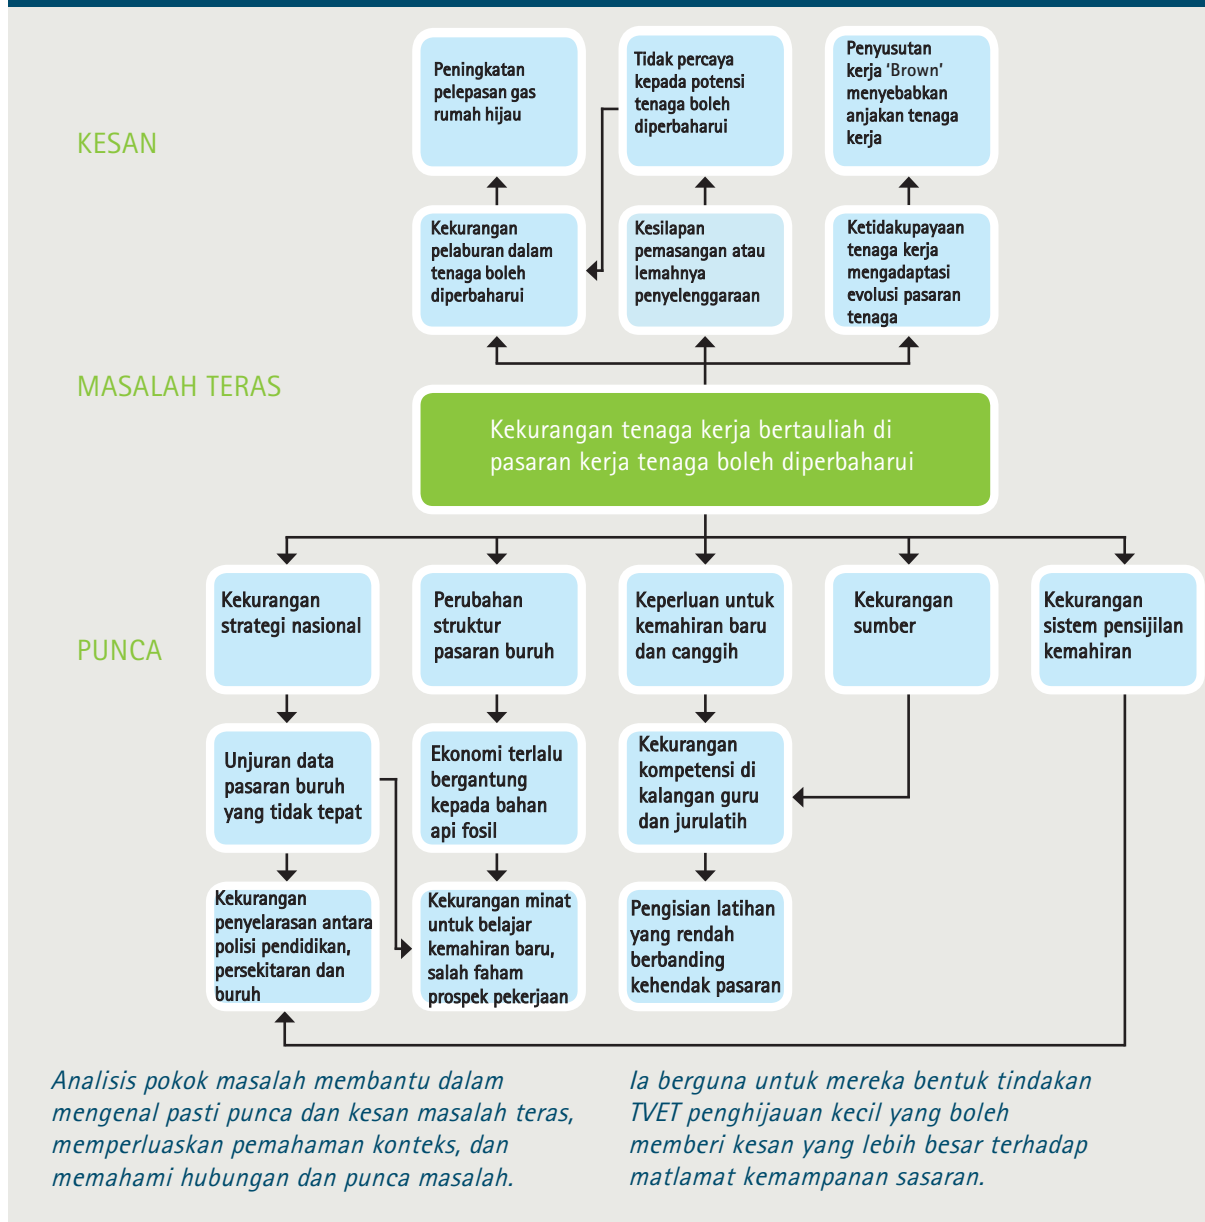 KESAN
Peningkatan
pelepasan gas
rumah hijau
Tidak percaya
kepada potensi
tenaga boleh
diperbaharui
Penyusutan
kerja 'Brown'
menyebabkan
anjakan tenaga
kerja
Kekurangan
pelaburan dalam
tenaga boleh
diperbaharui
Kesilapan
pemasangan atau
lemahnya
penyelenggaraan
Ketidakupayaan
tenaga kerja
mengadaptasi
evolusi pasaran
tenaga
MASALAH TERAS
Kekurangan tenaga kerja bertauliah di
pasaran kerja tenaga boleh diperbaharui
PUNCA
Kekurangan
strategi nasional
Perubahan
struktur
pasaran buruh
Keperluan untuk
kemahiran baru
dan canggih
Kekurangan
sumber
Kekurangan
sistem pensijilan
kemahiran
Unjuran data
pasaran buruh
yang tidak tepat
Ekonomi terlalu
bergantung
kepada bahan
api fosil
Kekurangan
kompetensi di
kalangan guru
dan jurulatih
Kekurangan
penyelarasan antara
polisi pendidikan,
persekitaran dan
buruh
Kekurangan minat
untuk belajar
kemahiran baru,
salah faham
prospek pekerjaan
Pengisian latihan
yang rendah
berbanding
kehendak pasaran
Analisis pokok masalah membantu dalam
mengenal pasti punca dan kesan masalah teras,
memperluaskan pemahaman konteks, dan
memahami hubungan dan punca masalah.
Ia berguna untuk mereka bentuk tindakan
TVET penghijauan kecil yang boleh
memberi kesan yang lebih besar terhadap
matlamat kemampanan sasaran.